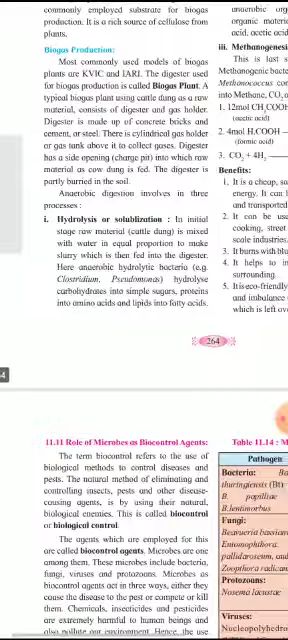 commonly employed substrate for biogas
production. It is a rich source of cellulose from
plants.
Biogas Production:
Most commonly used models of biogas
plants are KVIC and IARI. The digester used
for biogas production is called Biogas Plant. A
typical biogas plant using cattle dung as a raw
material, consists of digester and gas holder.
Digester is made up of concrete bricks and
cement, or steel. There is cylindrical gas holder
or gas tank above it to collect gases. Digester
has a side opening (charge pit) into which raw
material as cow dung is fed. The digester is
partly burried in the soil.
Anaerobic digestion involves in three
processes :
i. Hydrolysis or solublization : In initial
stage raw material (cattle dung) is mixed
with water in equal proportion to make
slurry which is then fed into the digester.
Here anaerobic hydrolytic bacteria (e.g.
Clostridium, Pseudomonas) hydrolyse
carbohydrates into simple sugars, proteins
into amino acids and lipids into fatty acids.
anaerobic
organic
acid, acetic acid
iii. Methanogenesi
This is last s
Methanogenic bacte
Methanococcus con
into Methane, CO₂ o
1. 12mol CH₃COOH
(acetic acid)
2. 4mol H.COOH —
(formic acid)
3. CO₂ + 4H₂ —
Benefits:
1. It is a cheap, sa
energy. It can b
and transported
2. It can be use
cooking, street
scale industries.
3. It burns with blu
4. It helps to im
surrounding.
5. It is eco-friendly
and imbalance
which is left ov
264
4
11.11 Role of Microbes as Biocontrol Agents:
The term biocontrol refers to the use of
biological methods to control diseases and
pests. The natural method of eliminating and
controlling insects, pests and other disease-
causing agents, is by using their natural,
biological enemies. This is called biocontrol
or biological control.
The agents which are employed for this
are called biocontrol agents. Microbes are one
among them. These microbes include bacteria,
fungi, viruses and protozoans. Microbes as
biocontrol agents act in three ways, either they
cause the disease to the pest or compete or kill
them. Chemicals, insecticides and pesticides
are extremely harmful to human beings and
also pollute our environment. Hence, the use
Table 11.14 : M
Pathogen
Bacteria: Ba
thuringiensis (Bt)
B. papilliae
B.lentimorbus
Fungi:
Beaveria bassian
Entomophthora
pallidaroseum, and
Zoopthora radican
Protozoans:
Nosema locustae
Viruses:
Nucleopolyhedro